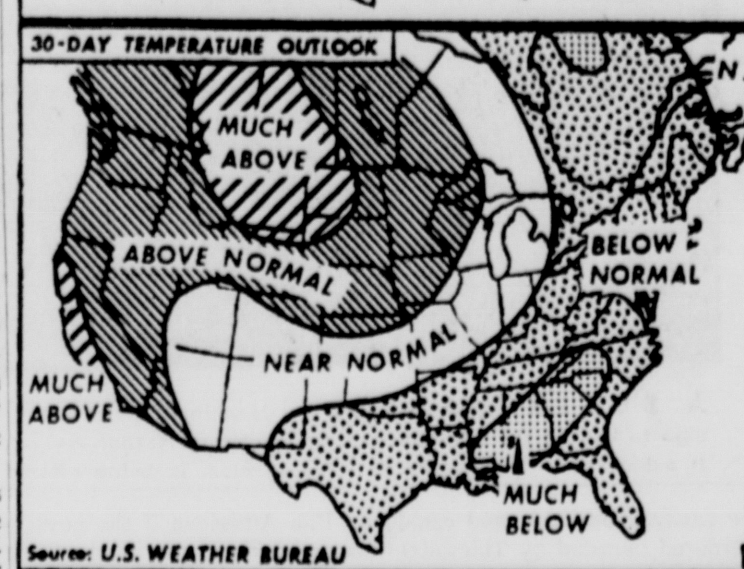 30-DAY TEMPERATURE OUTLOOK
MUCH
ABOVE
ABOVE NORMAL
BELOW
NORMAL
NEAR NORMAL
MUCH
ABOVE
MUCH
BELOW
Source: U.S. WEATHER BUREAU